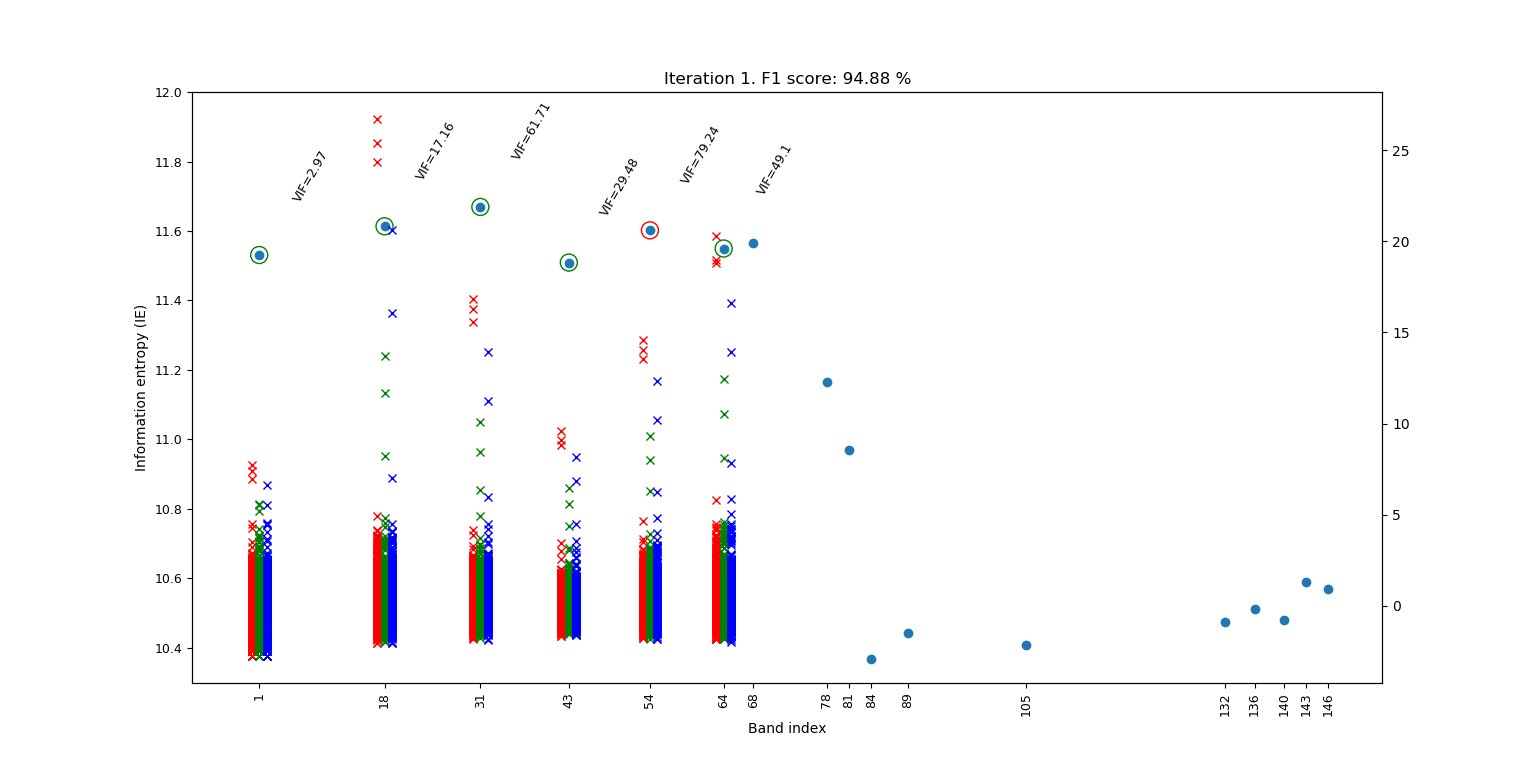 Iteration 1. F1 score: 94.88 %
12.0
11.8
11.6
11.4
11.2
11.0
10.8
10.6
10.4
Information entropy (IE)
VIF=2.97
VIF=17.16
VIF=61.71
VIF=29.48
VIF=79.24
VIF=49.1
25
20
15
10
5
0
1 18 31 43 54 64 68 78 81 84 89 105 132 136 140 143 146
Band index